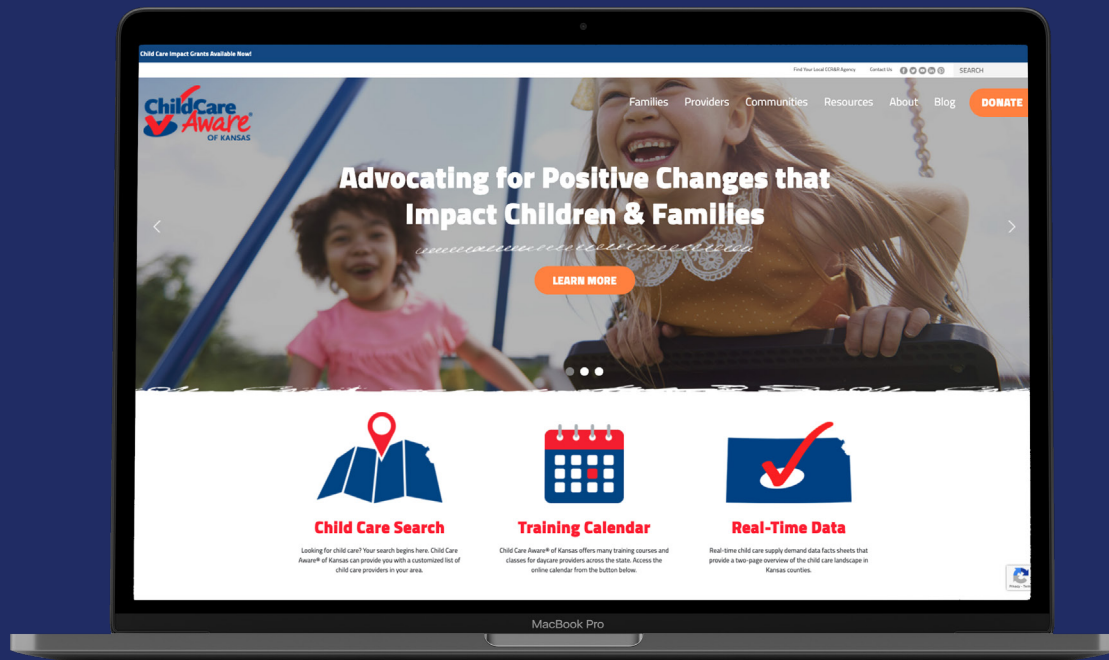 Child Care Impact Grants Available Now!
Find Your Local CCR&R Agency Contact Us SEARCH
ChildCare
Aware®
OF KANSAS
Families Providers Communities Resources About Blog DONATE
Advocating for Positive Changes that
Impact Children & Families
LEARN MORE
Child Care Search
Looking for child care? Your search begins here. Child Care
Aware® of Kansas can provide you with a customized list of
child care providers in your area.
Training Calendar
Child Care Aware® of Kansas offers many training courses and
classes for daycare providers across the state. Access the
online calendar from the button below.
Real-Time Data
Real-time child care supply demand data facts sheets that
provide a two-page overview of the child care landscape in
Kansas counties.
MacBook Pro